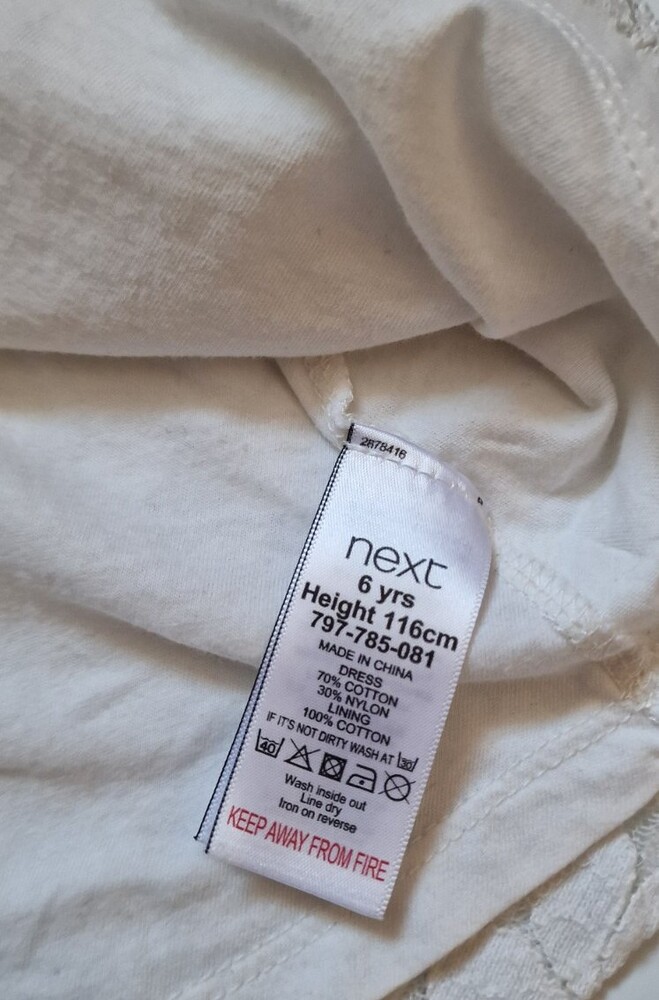 2678416
next
6 yrs
Height 116cm
797-785-081
MADE IN CHINA
DRESS
70% COTTON
30% NYLON
LINING
100% COTTON
IF IT'S NOT DIRTY WASH AT 30
40
Wash inside out
Line dry
Iron on reverse
KEEP AWAY FROM FIRE